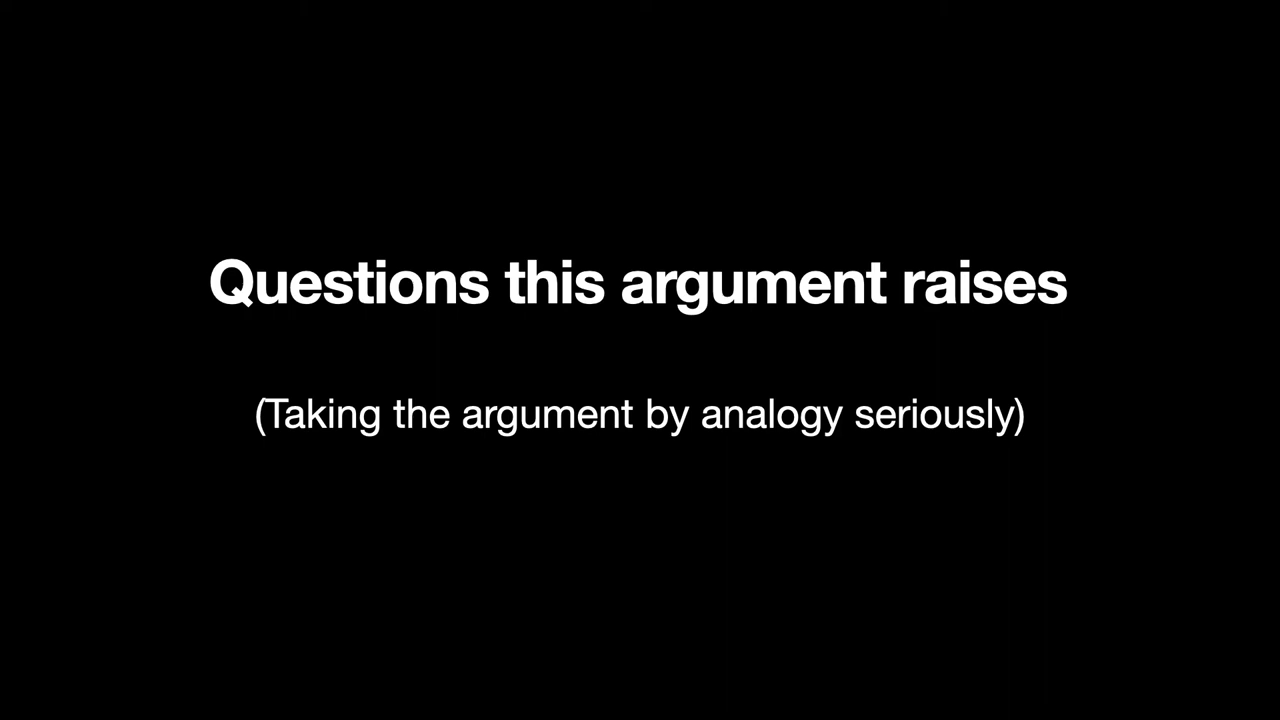 Questions this argument raises
(Taking the argument by analogy seriously)